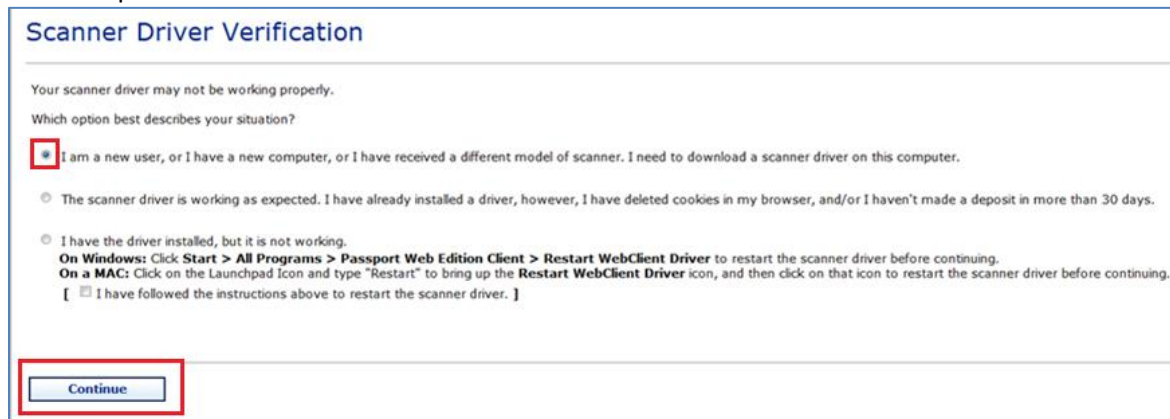 Scanner Driver Verification
Your scanner driver may not be working properly.
Which option best describes your situation?
I am a new user, or I have a new computer, or I have received a different model of scanner. I need to download a scanner driver on this computer.
The scanner driver is working as expected. I have already installed a driver, however, I have deleted cookies in my browser, and/or I haven't made a deposit in more than 30 days.
I have the driver installed, but it is not working.
On Windows: Click Start > All Programs > Passport Web Edition Client > Restart WebClient Driver to restart the scanner driver before continuing.
On a MAC: Click on the Launchpad Icon and type "Restart" to bring up the Restart WebClient Driver icon, and then click on that icon to restart the scanner driver before continuing.
[ I have followed the instructions above to restart the scanner driver. ]
Continue